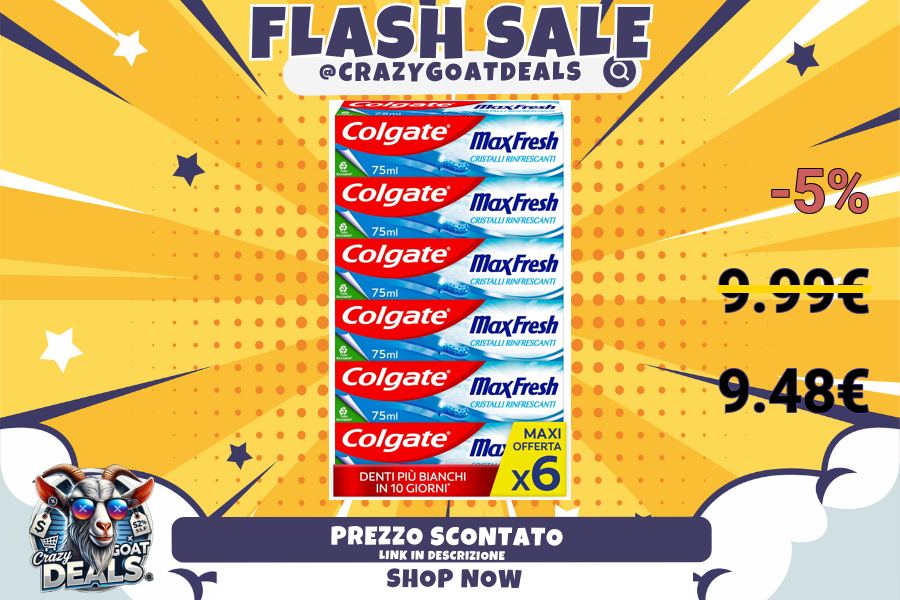 FLASH SALE
@CRAZYGOATDEALS
Colgate MaxFresh
75ml
Colgate® MaxFresh
CRISTALLI RINFRESCANTI
75ml
Colgate® MaxFresh
CRISTALLI RINFRESCANTI
75ml
Colgate® MaxFresh
CRISTALLI RINFRESCANTI
75ml
Colgate® MaxFresh
CRISTALLI RINFRESCANTI
75ml
Colgate® MaxFresh
CRISTALLI RINFRESCANTI
75ml
Colgate® Max
MAXI
OFFERTA
x6
DENTI PIÙ BIANCHI
IN 10 GIORNI*
-5%
9.99€
9.48€
$
52%
Crazy GOAT
DEALS
PREZZO SCONTATO
LINK IN DESCRIZIONE
SHOP NOW